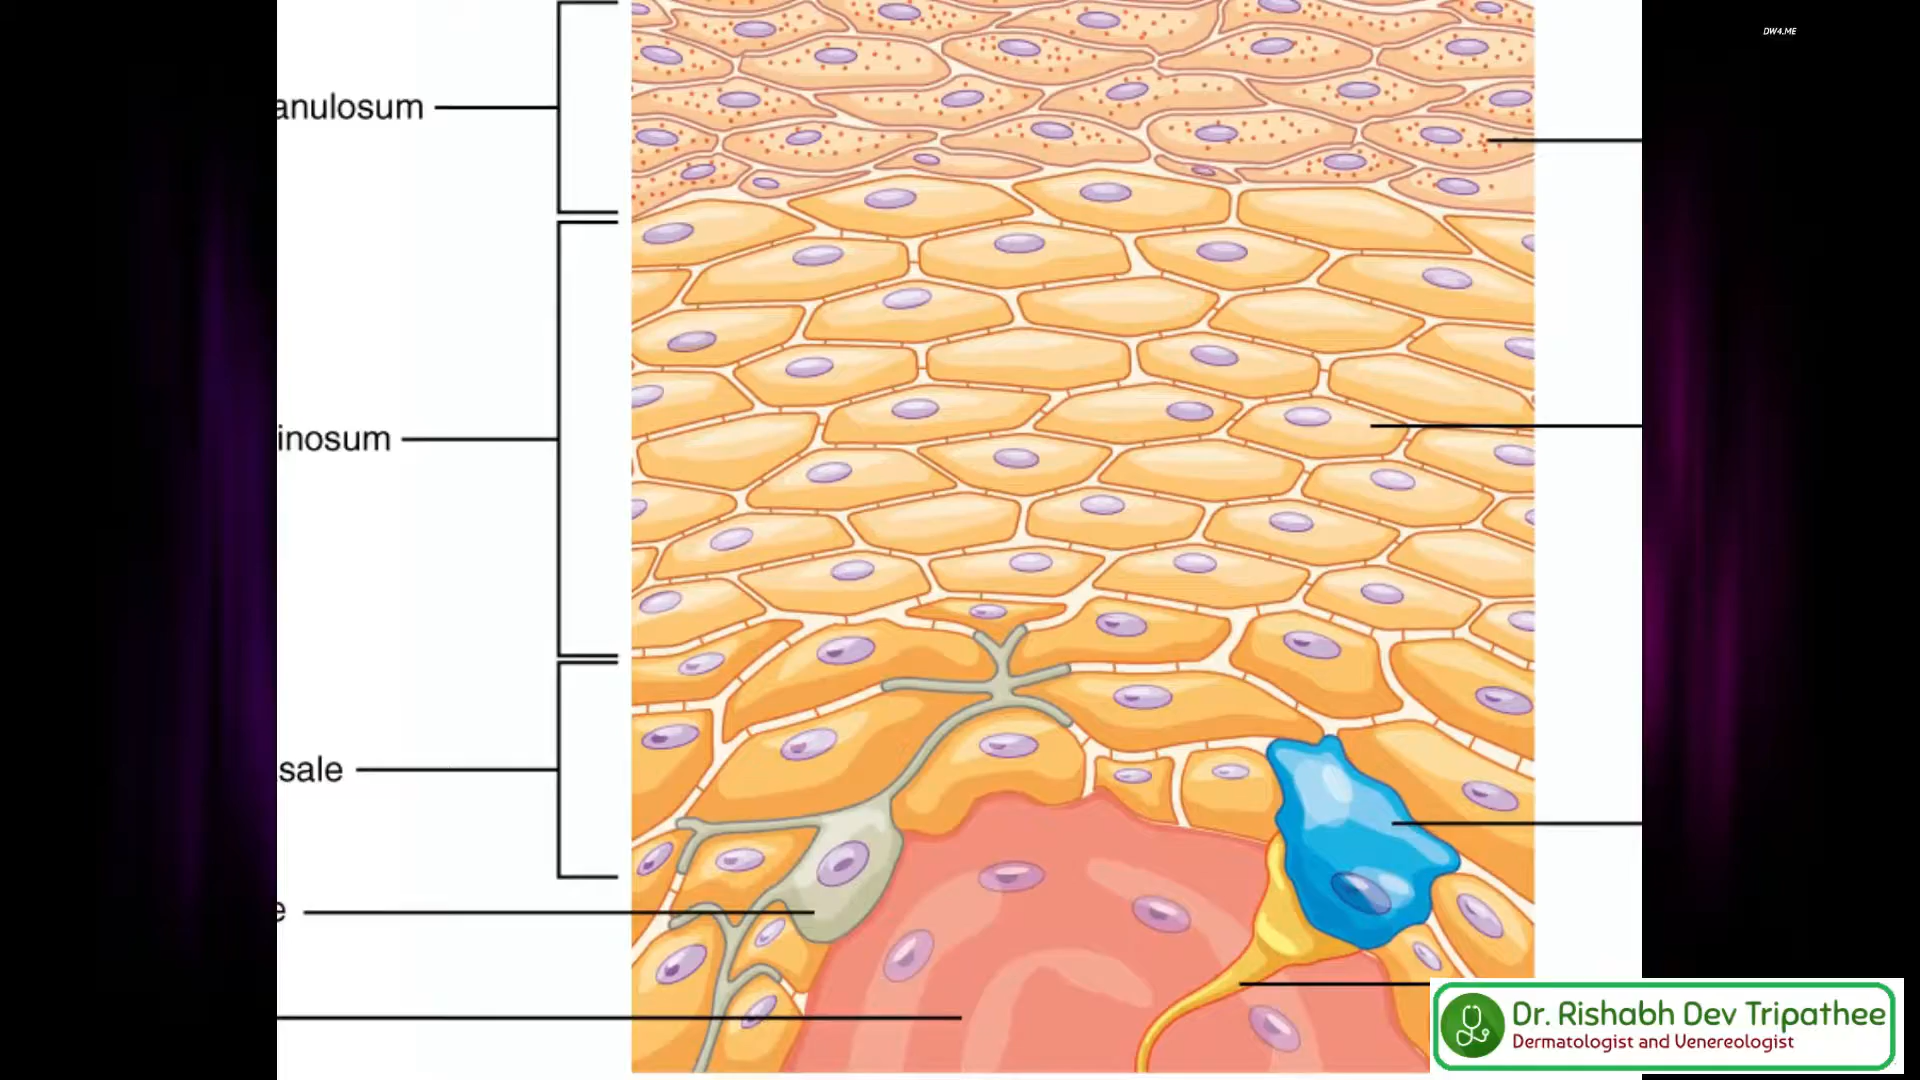 DW4.ME
anulosum
inosum
sale
e
Dr. Rishabh Dev Tripathee
Dermatologist and Venereologist